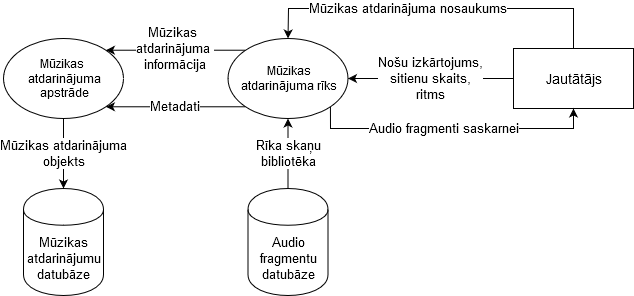 Mūzikas atdarinājuma nosaukums
Mūzikas
atdarinājuma
informācija
Mūzikas
atdarinājuma
apstrāde
Mūzikas
atdarinājuma rīks
Nošu izkārtojums,
sitienu skaits,
ritms
Jautātājs
Metadati
Audio fragmenti saskarnei
Mūzikas atdarinājuma
objekts
Rīka skaņu
bibliotēka
Mūzikas
atdarinājumu
datubāze
Audio
fragmentu
datubāze